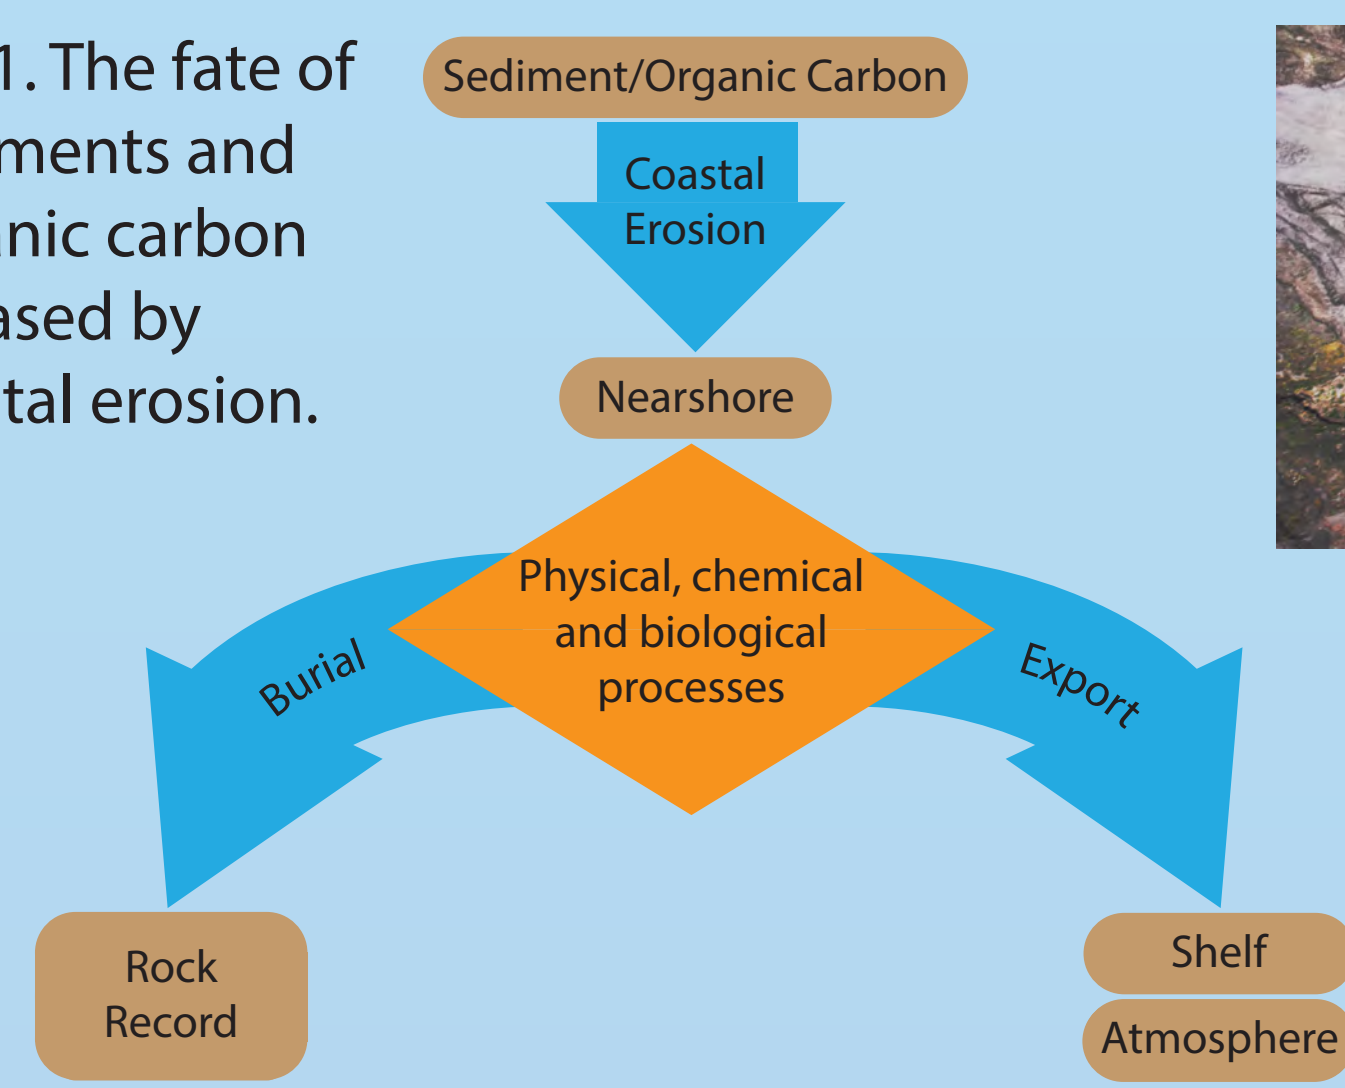 1. The fate of
ments and
anic carbon
ased by
tal erosion.
Sediment/Organic Carbon
Coastal
Erosion
Nearshore
Physical, chemical
and biological
processes
Burial
Export
Rock
Record
Shelf
Atmosphere